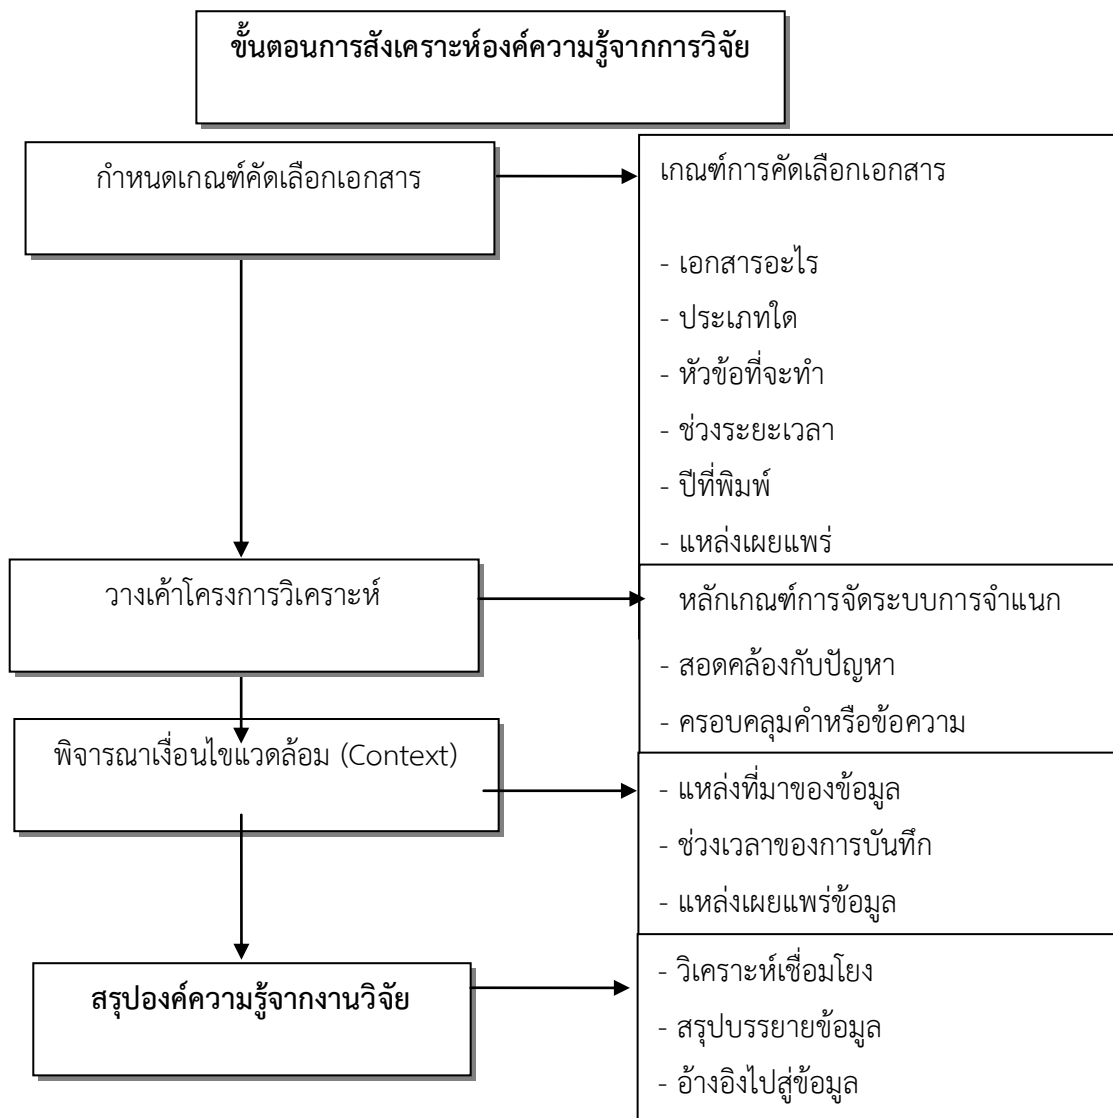 ขั้นตอนการสังเคราะห์องค์ความรู้จากการวิจัย
กำหนดเกณฑ์คัดเลือกเอกสาร
เกณฑ์การคัดเลือกเอกสาร
- เอกสารอะไร
- ประเภทใด
- หัวข้อที่จะทำ
- ช่วงระยะเวลา
- ปีที่พิมพ์
- แหล่งเผยแพร่
วางเค้าโครงการวิเคราะห์
หลักเกณฑ์การจัดระบบการจำแนก
- สอดคล้องกับปัญหา
- ครอบคลุมคำหรือข้อความ
พิจารณาเงื่อนไขแวดล้อม (Context)
- แหล่งที่มาของข้อมูล
- ช่วงเวลาของการบันทึก
- แหล่งเผยแพร่ข้อมูล
สรุปองค์ความรู้จากงานวิจัย
- วิเคราะห์เชื่อมโยง
- สรุปบรรยายข้อมูล
- อ้างอิงไปสู่ข้อมูล